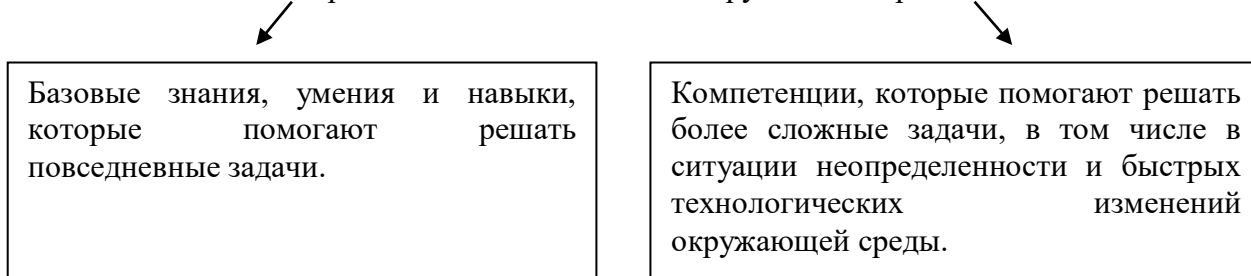 Базовые знания, умения и навыки,
которые помогают решать
повседневные задачи.
Компетенции, которые помогают решать
более сложные задачи, в том числе в
ситуации неопределенности и быстрых
технологических изменений
окружающей среды.